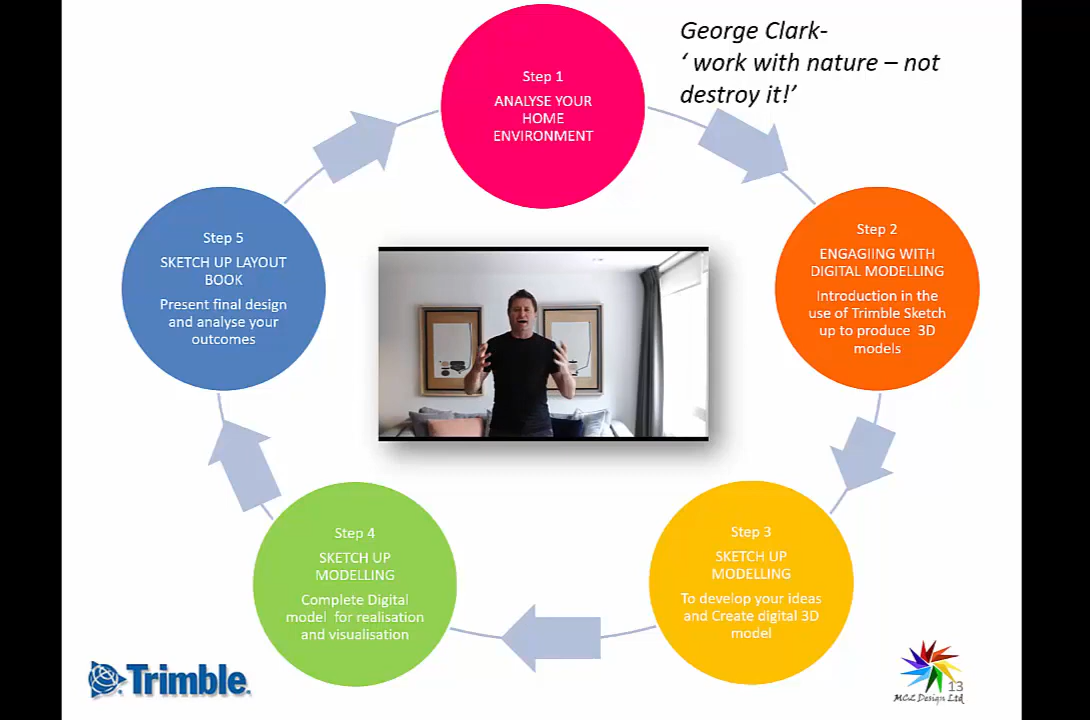 George Clark-
‘ work with nature – not
destroy it!’
Step 1
ANALYSE YOUR
HOME
ENVIRONMENT
Step 2
ENGAGIING WITH
DIGITAL MODELLING
Introduction in the
use of Trimble Sketch
up to produce 3D
models
Step 3
SKETCH UP
MODELLING
To develop your ideas
and Create digital 3D
model
Step 4
SKETCH UP
MODELLING
Complete Digital
model for realisation
and visualisation
Step 5
SKETCH UP LAYOUT
BOOK
Present final design
and analyse your
outcomes
Trimble.
13
MCL Design Ltd